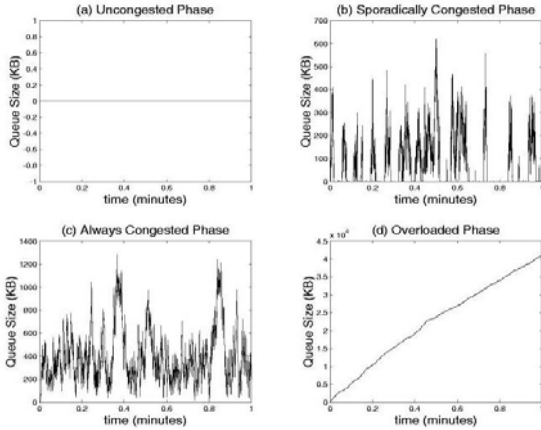 (a) Uncongested Phase
Queue Size (KB)
1
0.8
0.6
0.4
0.2
0
-0.2
-0.4
-0.6
-0.8
-1
0 0.2 0.4 0.6 0.8 1
time (minutes)
(b) Sporadically Congested Phase
Queue Size (KB)
700
600
500
400
300
200
100
0
0 0.2 0.4 0.6 0.8 1
time (minutes)
(c) Always Congested Phase
Queue Size (KB)
1400
1200
1000
800
600
400
200
0
0 0.2 0.4 0.6 0.8 1
time (minutes)
(d) Overloaded Phase
x 10⁴
Queue Size (KB)
4.5
4
3.5
3
2.5
2
1.5
1
0.5
0
0 0.2 0.4 0.6 0.8 1
time (minutes)